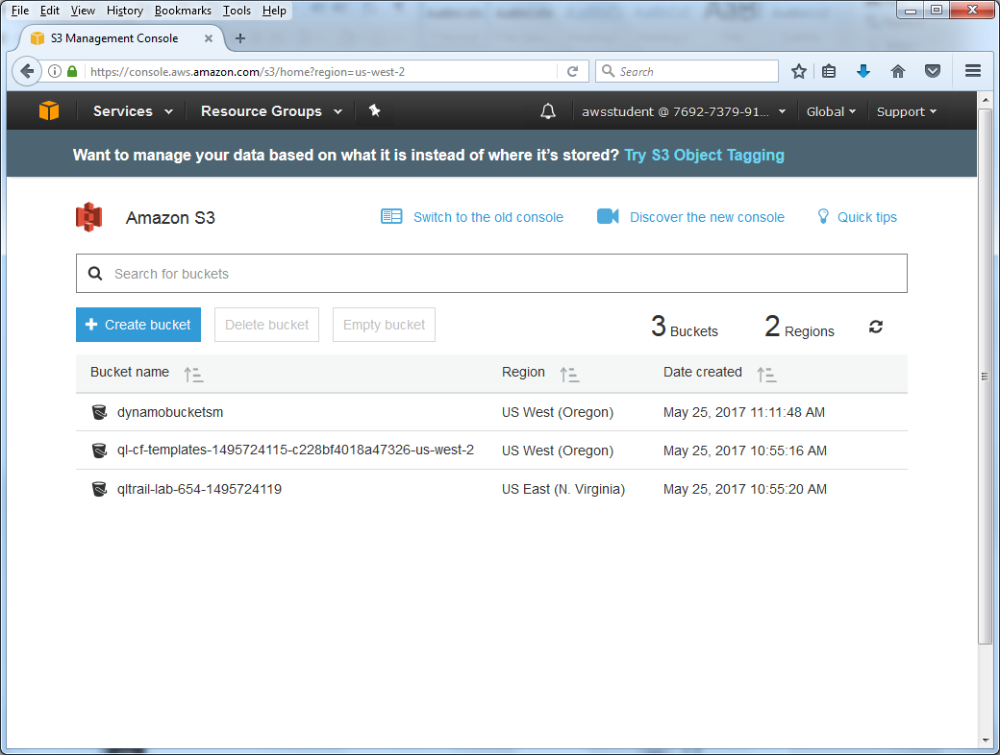 File Edit View History Bookmarks Tools Help
S3 Management Console
https://console.aws.amazon.com/s3/home?region=us-west-2
Search
Services Resource Groups awsstudent @ 7692-7379-91... Global Support
Want to manage your data based on what it is instead of where it's stored? Try S3 Object Tagging
Amazon S3 Switch to the old console Discover the new console Quick tips
Search for buckets
Create bucket Delete bucket Empty bucket 3 Buckets 2 Regions
Bucket name Region Date created
dynamobucketsm US West (Oregon) May 25, 2017 11:11:48 AM
ql-cf-templates-1495724115-c228bf4018a47326-us-west-2 US West (Oregon) May 25, 2017 10:55:16 AM
qltrail-lab-654-1495724119 US East (N. Virginia) May 25, 2017 10:55:20 AM